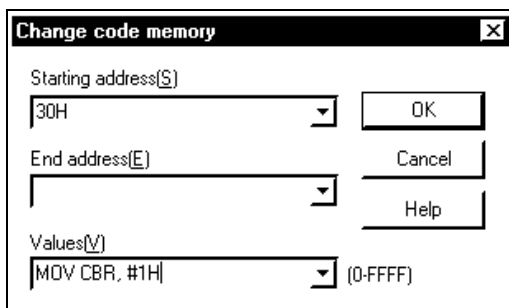 Change code memory
Starting address(S)
30H
OK
End address(E)
Cancel
Help
Values(V)
MOV CBR, #1H (0-FFFF)